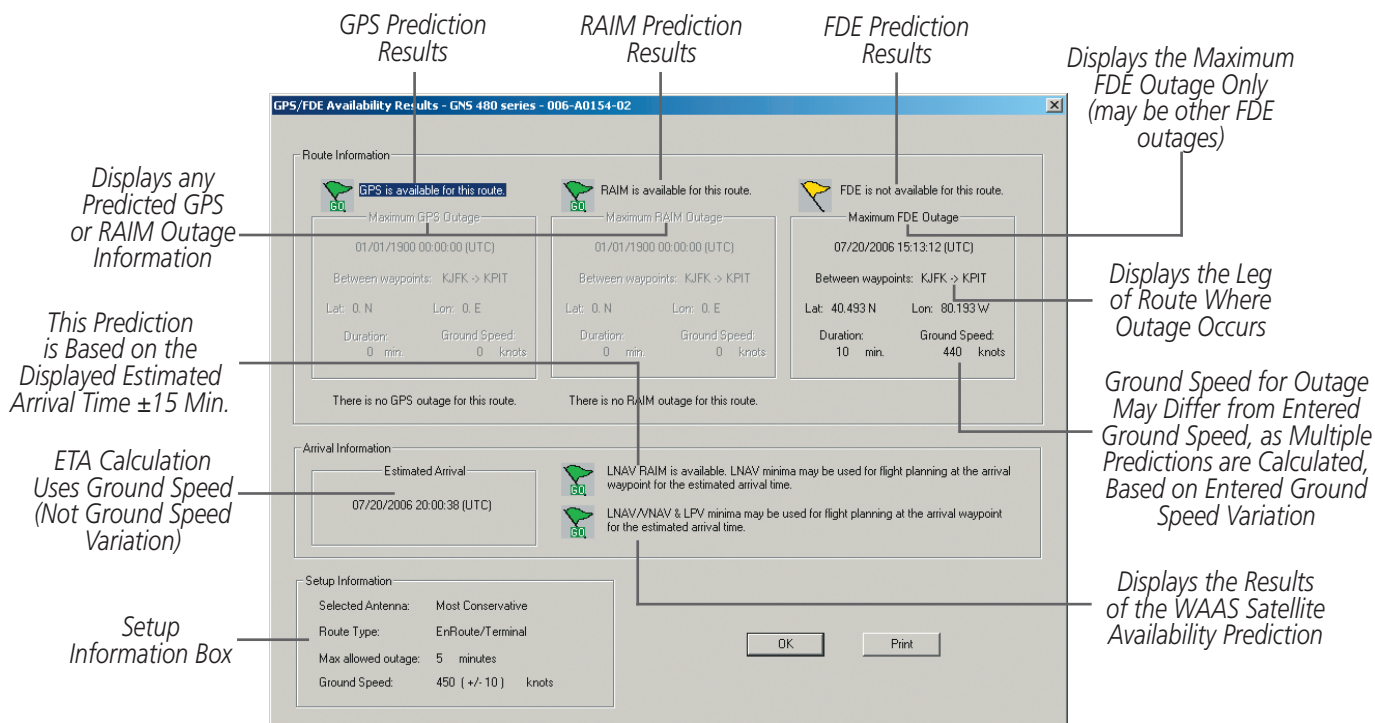 GPS Prediction
Results
RAIM Prediction
Results
FDE Prediction
Results
Displays the Maximum
FDE Outage Only
(may be other FDE
outages)
Displays any
Predicted GPS
or RAIM Outage
Information
This Prediction
is Based on the
Displayed Estimated
Arrival Time ±15 Min.
ETA Calculation
Uses Ground Speed
(Not Ground Speed
Variation)
Setup
Information Box
GPS/FDE Availability Results - GNS 480 series - 006-A0154-02
Route Information
GO
GPS is available for this route.
Maximum GPS Outage
01/01/1900 00:00:00 (UTC)
Between waypoints: KJFK -> KPIT
Lat: 0. N Lon: 0. E
Duration: Ground Speed:
0 min. 0 knots
There is no GPS outage for this route.
GO
RAIM is available for this route.
Maximum RAIM Outage
01/01/1900 00:00:00 (UTC)
Between waypoints: KJFK -> KPIT
Lat: 0. N Lon: 0. E
Duration: Ground Speed:
0 min. 0 knots
There is no RAIM outage for this route.
FDE is not available for this route.
Maximum FDE Outage
07/20/2006 15:13:12 (UTC)
Between waypoints: KJFK -> KPIT
Lat: 40.493 N Lon: 80.193 W
Duration: Ground Speed:
10 min. 440 knots
Arrival Information
Estimated Arrival
07/20/2006 20:00:38 (UTC)
GO
LNAV RAIM is available. LNAV minima may be used for flight planning at the arrival
waypoint for the estimated arrival time.
GO
LNAV/VNAV & LPV minima may be used for flight planning at the arrival waypoint
for the estimated arrival time.
Setup Information
Selected Antenna: Most Conservative
Route Type: EnRoute/Terminal
Max allowed outage: 5 minutes
Ground Speed: 450 ( +/- 10 ) knots
OK
Print
Displays the Leg
of Route Where
Outage Occurs
Ground Speed for Outage
May Differ from Entered
Ground Speed, as Multiple
Predictions are Calculated,
Based on Entered Ground
Speed Variation
Displays the Results
of the WAAS Satellite
Availability Prediction